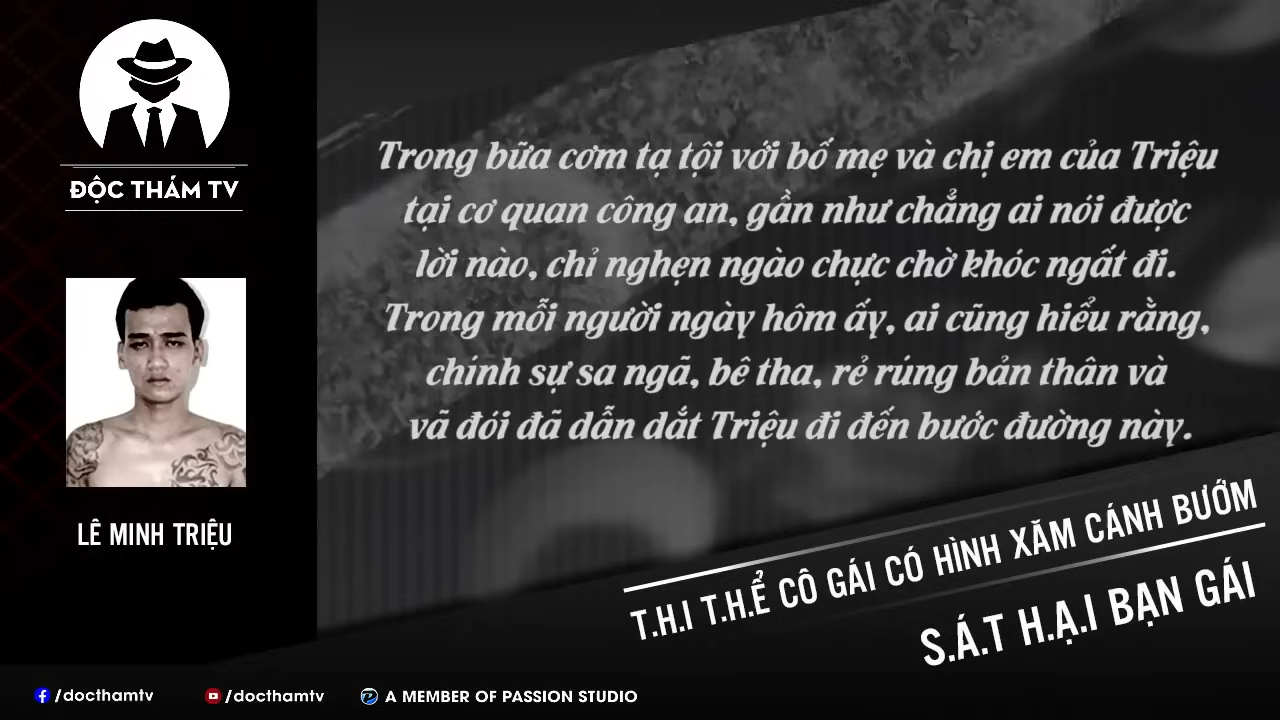 ĐỘC THÁM TV
LÊ MINH TRIỆU
Trong bữa cơm tạ tội với bố mẹ và chị em của Triệu
tại cơ quan công an, gần như chẳng ai nói được
lời nào, chỉ nghẹn ngào chực chờ khóc ngất đi.
Trong mỗi người ngày hôm ấy, ai cũng hiểu rằng,
chính sự sa ngã, bê tha, rẻ rúng bản thân và
vã đói đã dẫn dắt Triệu đi đến bước đường này.
T.H.I T.H.Ể CÔ GÁI CÓ HÌNH XĂM CÁNH BƯỚM
S.Á.T H.Ạ.I BẠN GÁI
/docthamtv
/docthamtv
A MEMBER OF PASSION STUDIO